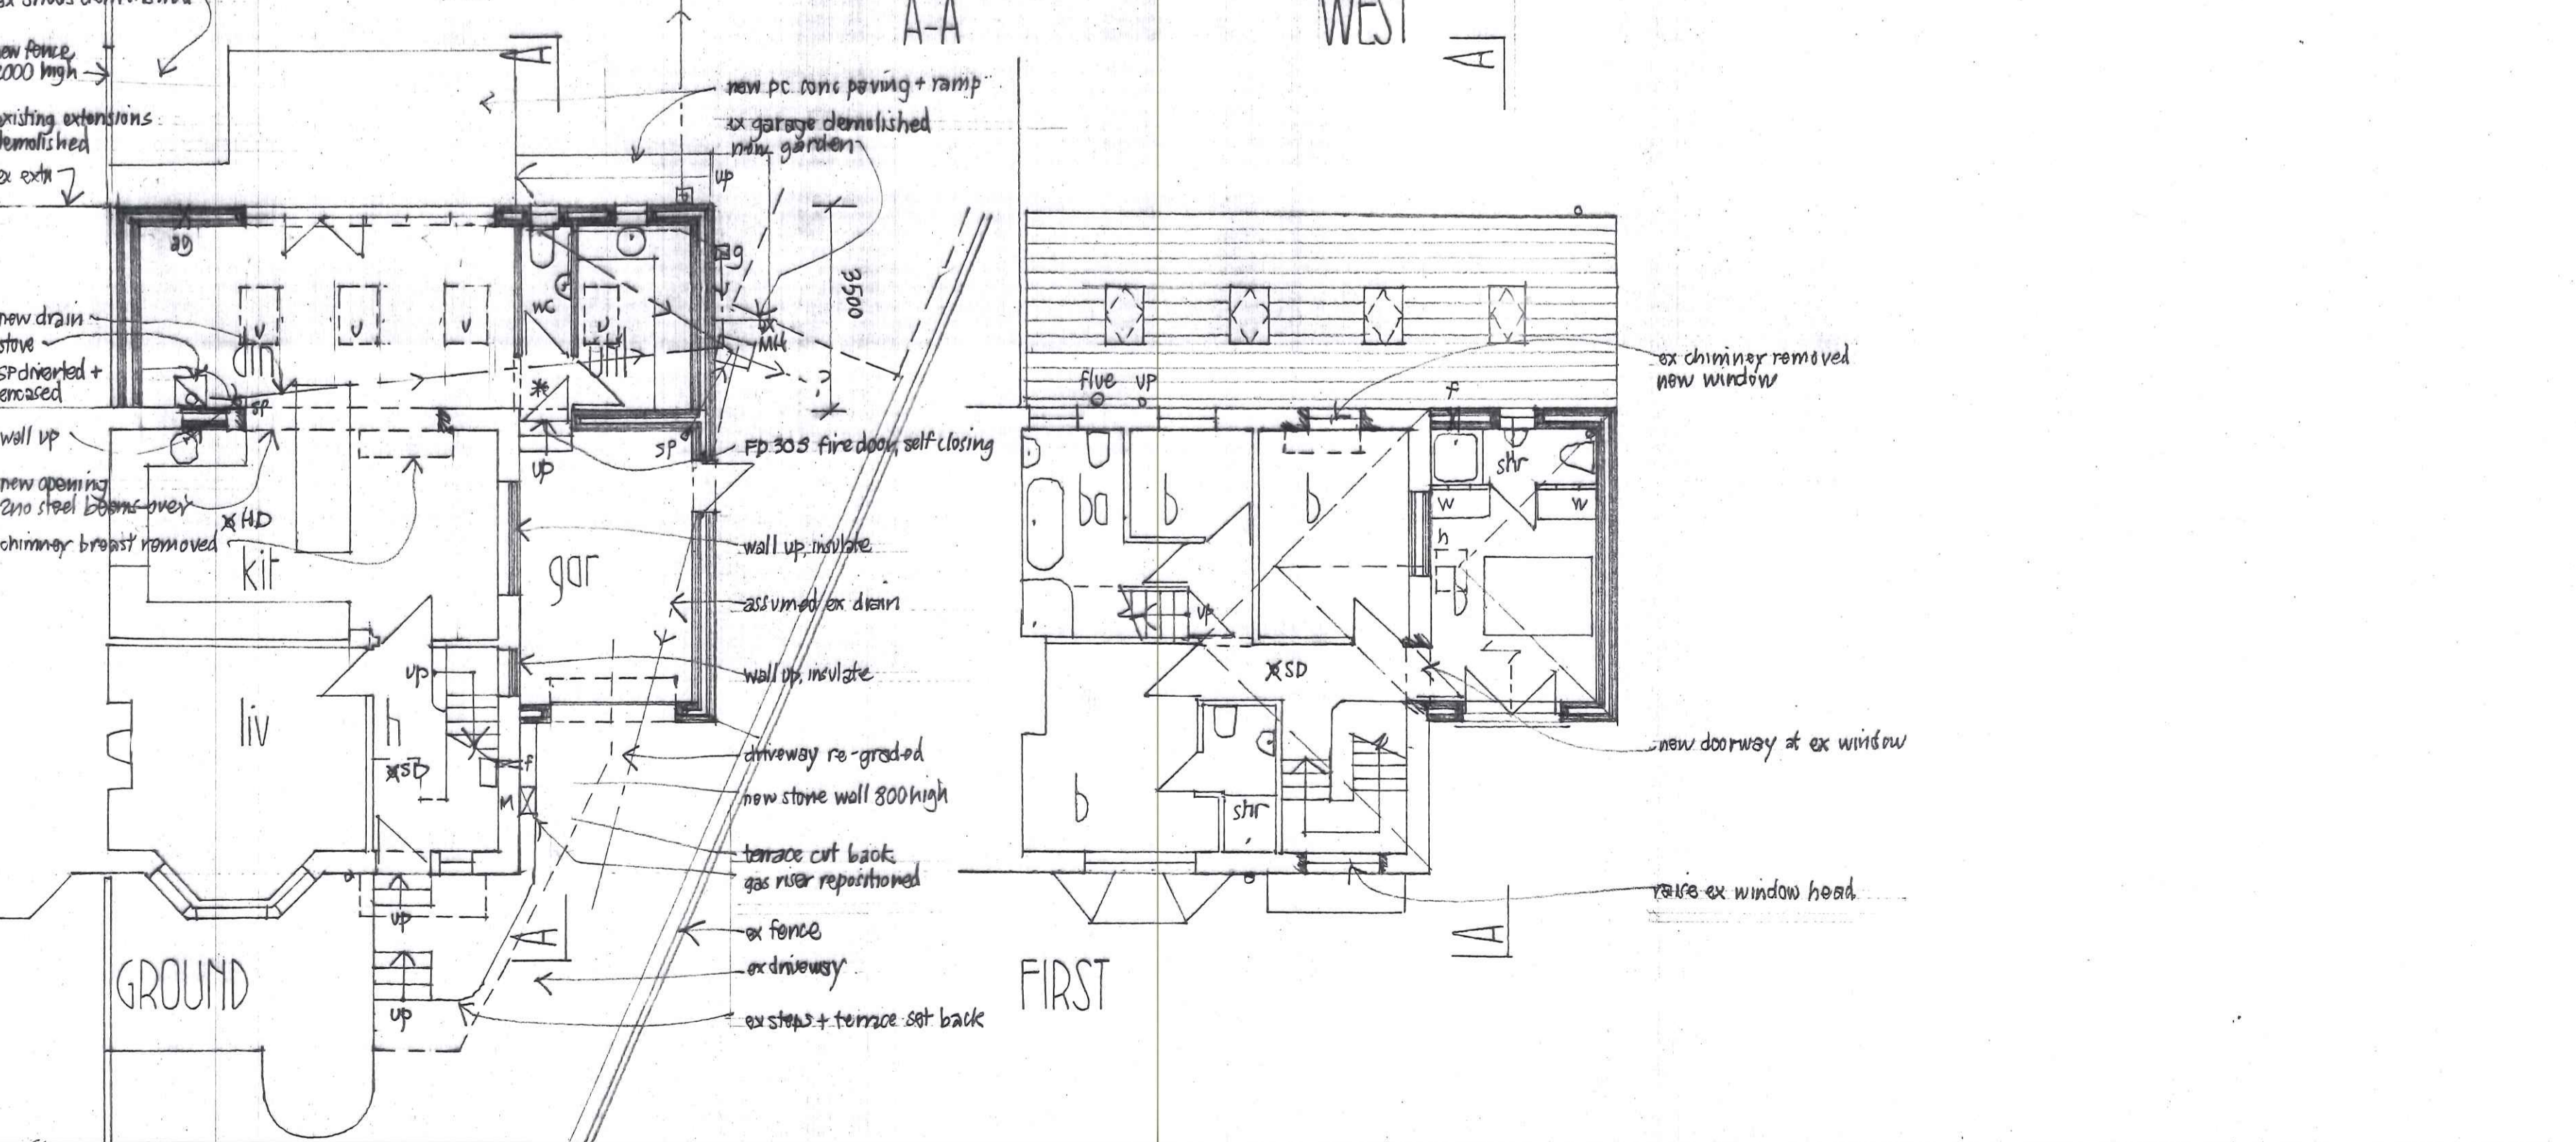 A-A
WEST
A
A
new fence
2000 high
existing extensions
demolished
ex extn
new pc conc paving + ramp
ex garage demolished
new garden
up
ag
g
3500
wc
v
v
v
v
din
utl
MH
?
new drain
stove
SP diverted +
encased
sp
wall up
new opening
2no steel beams over
HD
chimney breast removed
kit
up
sp
FD 30S fire door, self closing
gar
wall up, insulate
assumed ex drain
wall up, insulate
up
liv
h
SD
f
M
driveway re-graded
new stone wall 800 high
terrace cut back
gas riser repositioned
up
A
ex fence
ex driveway
GROUND
up
ex steps + terrace set back
flue
vp
f
ex chimney removed
new window
ba
b
b
shr
w
w
h
b
up
SD
new doorway at ex window
b
shr
raise ex window head
A
FIRST